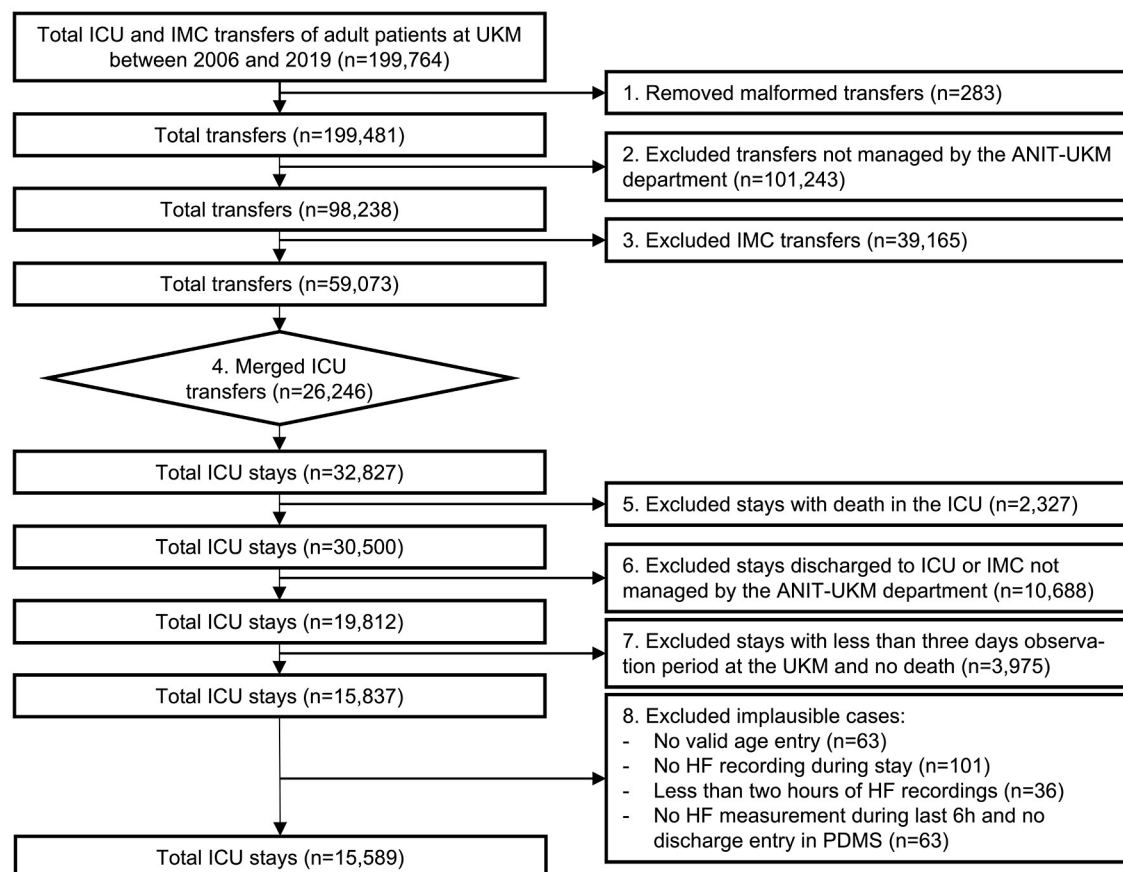 Total ICU and IMC transfers of adult patients at UKM
between 2006 and 2019 (n=199,764)
1. Removed malformed transfers (n=283)
Total transfers (n=199,481)
2. Excluded transfers not managed by the ANIT-UKM
department (n=101,243)
Total transfers (n=98,238)
3. Excluded IMC transfers (n=39,165)
Total transfers (n=59,073)
4. Merged ICU
transfers (n=26,246)
Total ICU stays (n=32,827)
5. Excluded stays with death in the ICU (n=2,327)
Total ICU stays (n=30,500)
6. Excluded stays discharged to ICU or IMC not
managed by the ANIT-UKM department (n=10,688)
Total ICU stays (n=19,812)
7. Excluded stays with less than three days observa-
tion period at the UKM and no death (n=3,975)
Total ICU stays (n=15,837)
8. Excluded implausible cases:
- No valid age entry (n=63)
- No HF recording during stay (n=101)
- Less than two hours of HF recordings (n=36)
- No HF measurement during last 6h and no
discharge entry in PDMS (n=63)
Total ICU stays (n=15,589)